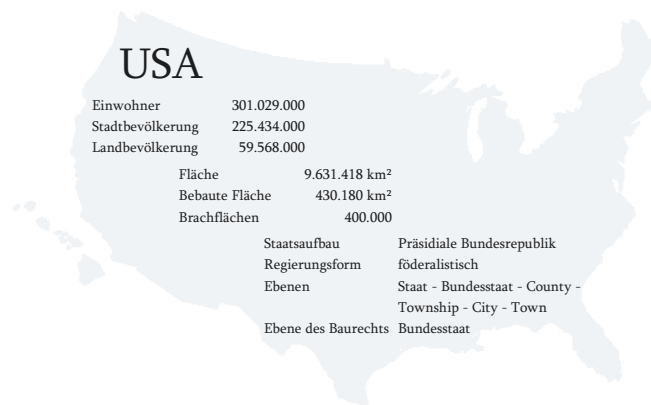 USA
Einwohner 301.029.000
Stadtbevölkerung 225.434.000
Landbevölkerung 59.568.000
Fläche 9.631.418 km²
Bebaute Fläche 430.180 km²
Brachflächen 400.000
Staatsaufbau Präsidiale Bundesrepublik
Regierungsform föderalistisch
Ebenen Staat - Bundesstaat - County -
Township - City - Town
Ebene des Baurechts Bundesstaat